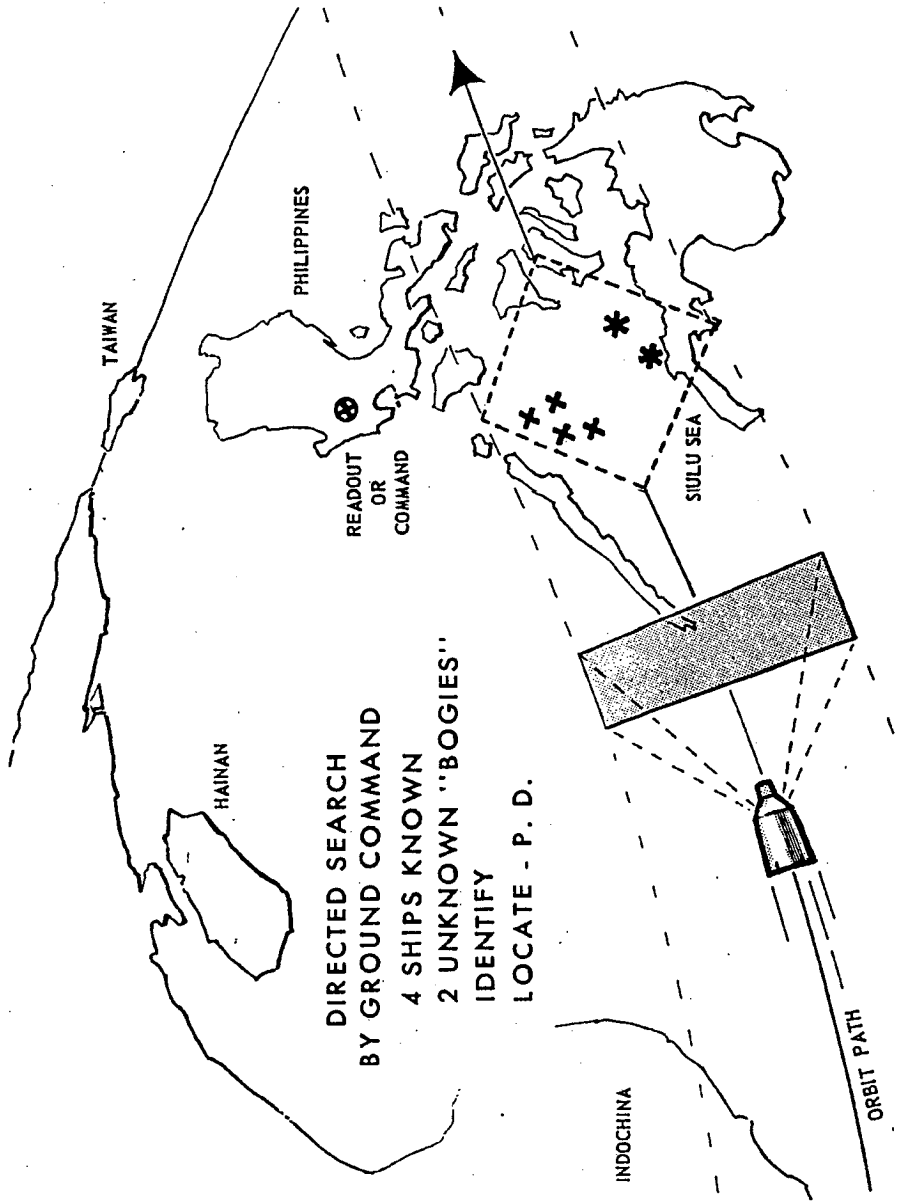 TAIWAN
PHILIPPINES
HAINAN
READOUT
OR
COMMAND
DIRECTED SEARCH
BY GROUND COMMAND
4 SHIPS KNOWN
2 UNKNOWN "BOGIES"
IDENTIFY
LOCATE - P. D.
SIULU SEA
INDOCHINA
ORBIT PATH